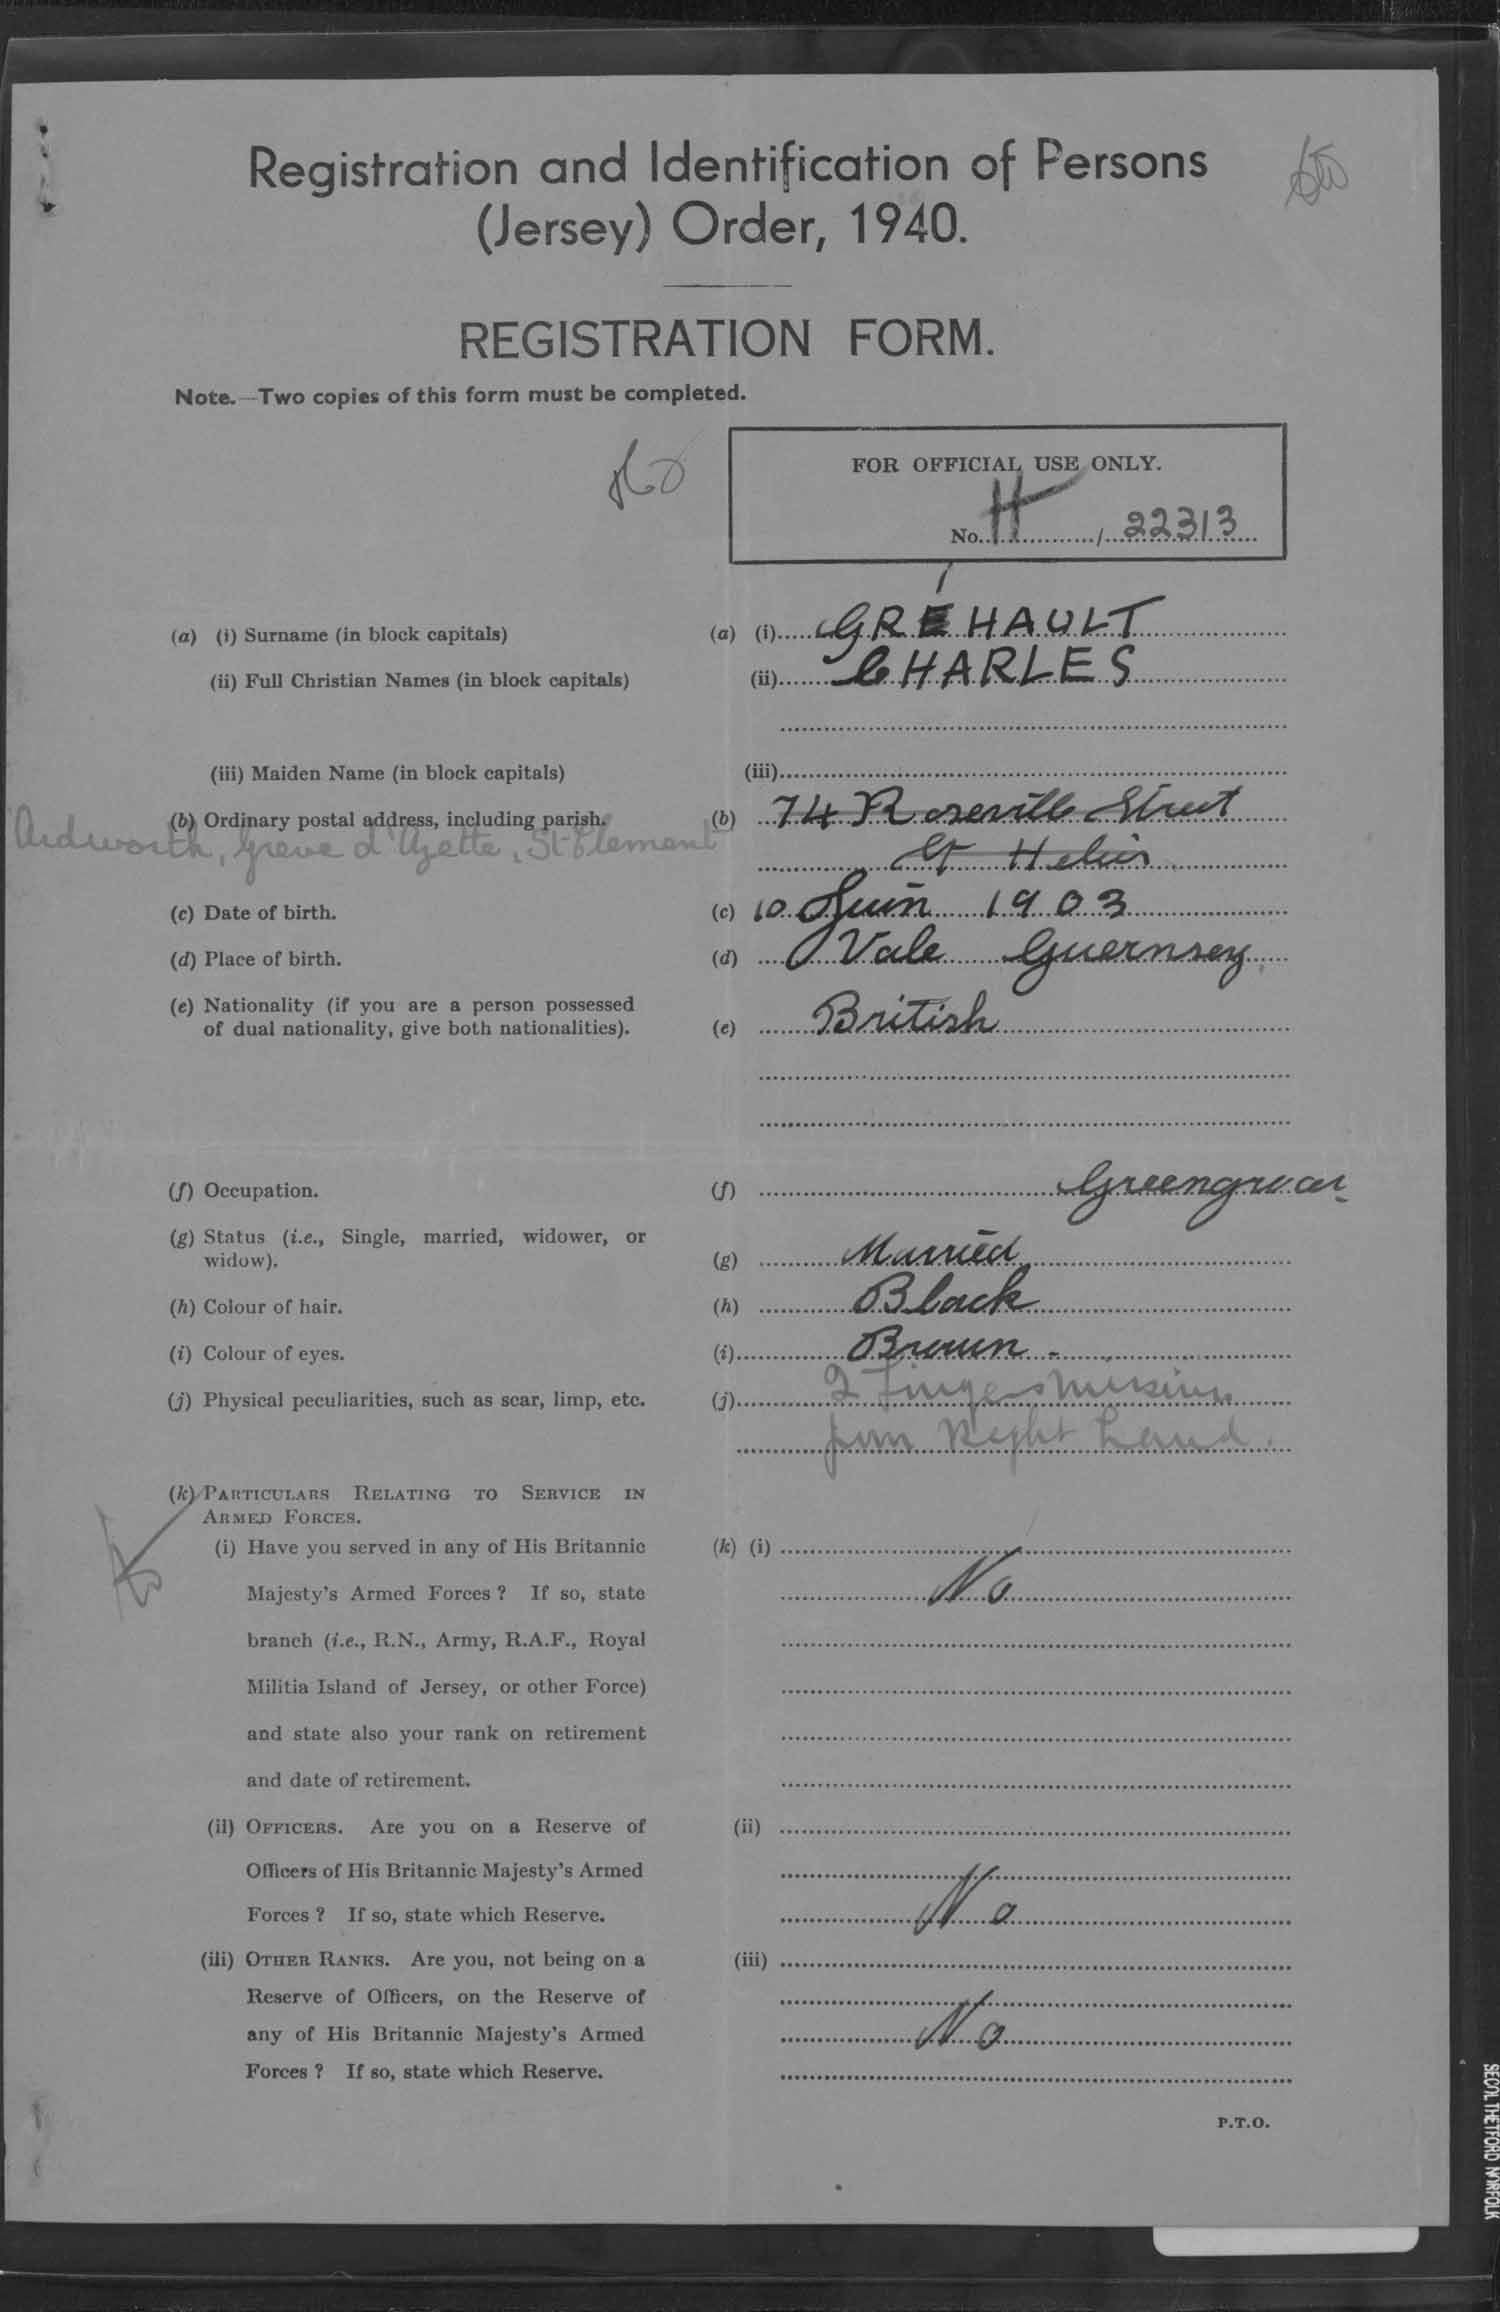 Registration and Identification of Persons
(Jersey) Order, 1940.
REGISTRATION FORM.
Note.—Two copies of this form must be completed.
FOR OFFICIAL USE ONLY.
No. H / 22313
(a) (i) Surname (in block capitals) (a) (i) GREHAULT
(ii) Full Christian Names (in block capitals) (ii) CHARLES
(iii) Maiden Name (in block capitals) (iii)
(b) Ordinary postal address, including parish. (b) 74 Roseville Street
Ardworth, Greve d'Azette, St Clement
St Helier
(c) Date of birth. (c) 10 Juin 1903
(d) Place of birth. (d) Vale Guernsey
(e) Nationality (if you are a person possessed
of dual nationality, give both nationalities). (e) British
(f) Occupation. (f) Greengrocer
(g) Status (i.e., Single, married, widower, or
widow). (g) Married
(h) Colour of hair. (h) Black
(i) Colour of eyes. (i) Brown -
(j) Physical peculiarities, such as scar, limp, etc. (j) 2 Fingers missing
from Right hand.
(k) PARTICULARS RELATING TO SERVICE IN
ARMED FORCES.
(i) Have you served in any of His Britannic (k) (i)
Majesty's Armed Forces? If so, state No
branch (i.e., R.N., Army, R.A.F., Royal
Militia Island of Jersey, or other Force)
and state also your rank on retirement
and date of retirement.
(ii) OFFICERS. Are you on a Reserve of (ii)
Officers of His Britannic Majesty's Armed
Forces? If so, state which Reserve. No
(iii) OTHER RANKS. Are you, not being on a (iii)
Reserve of Officers, on the Reserve of
any of His Britannic Majesty's Armed No
Forces? If so, state which Reserve.
P.T.O.
SECOL THETFORD NORFOLK